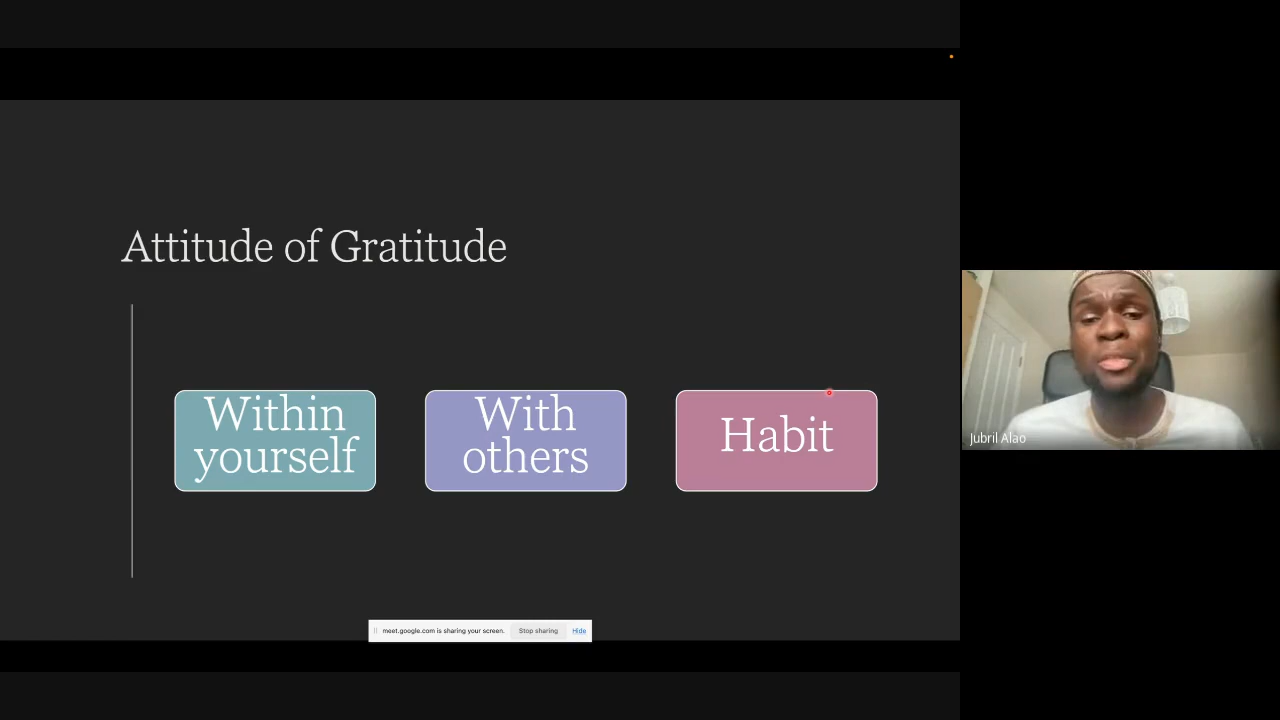 Attitude of Gratitude
Within
yourself
With
others
Habit
Jubril Alao
meet.google.com is sharing your screen.
Stop sharing
Hide